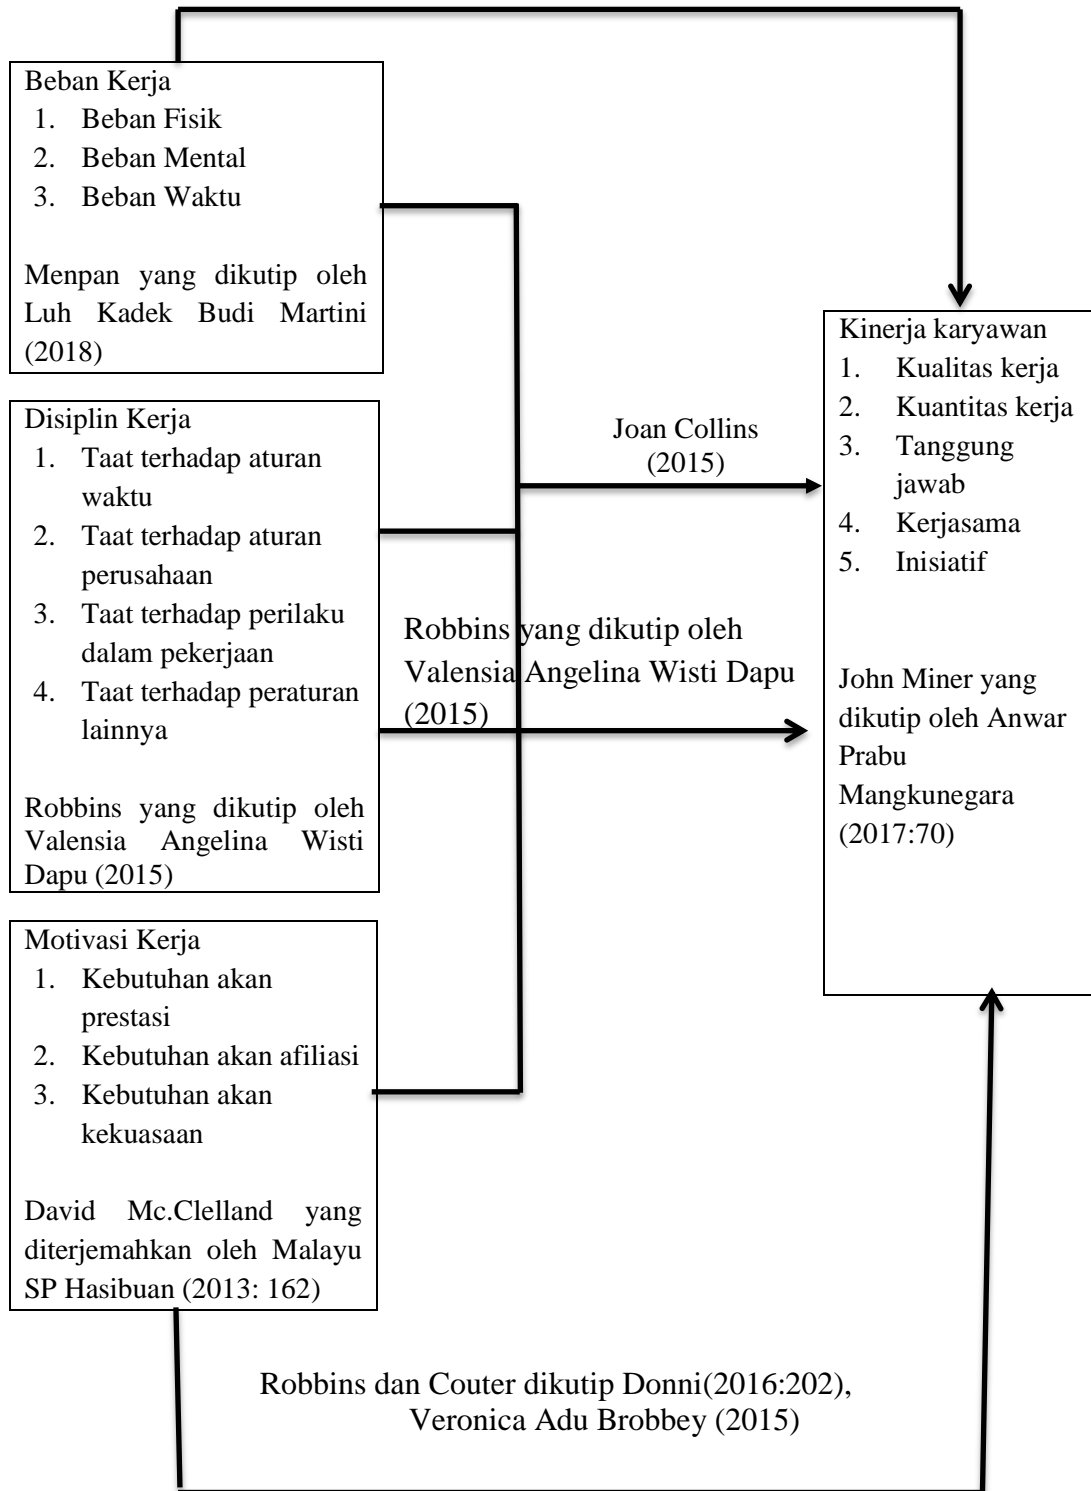 Beban Kerja
1. Beban Fisik
2. Beban Mental
3. Beban Waktu
Menpan yang dikutip oleh
Luh Kadek Budi Martini
(2018)
Disiplin Kerja
1. Taat terhadap aturan
waktu
2. Taat terhadap aturan
perusahaan
3. Taat terhadap perilaku
dalam pekerjaan
4. Taat terhadap peraturan
lainnya
Robbins yang dikutip oleh
Valensia Angelina Wisti
Dapu (2015)
Motivasi Kerja
1. Kebutuhan akan
prestasi
2. Kebutuhan akan afiliasi
3. Kebutuhan akan
kekuasaan
David Mc.Clelland yang
diterjemahkan oleh Malayu
SP Hasibuan (2013: 162)
Joan Collins
(2015)
Robbins yang dikutip oleh
Valensia Angelina Wisti Dapu
(2015)
Kinerja karyawan
1. Kualitas kerja
2. Kuantitas kerja
3. Tanggung
jawab
4. Kerjasama
5. Inisiatif
John Miner yang
dikutip oleh Anwar
Prabu
Mangkunegara
(2017:70)
Robbins dan Couter dikutip Donni(2016:202),
Veronica Adu Brobbey (2015)